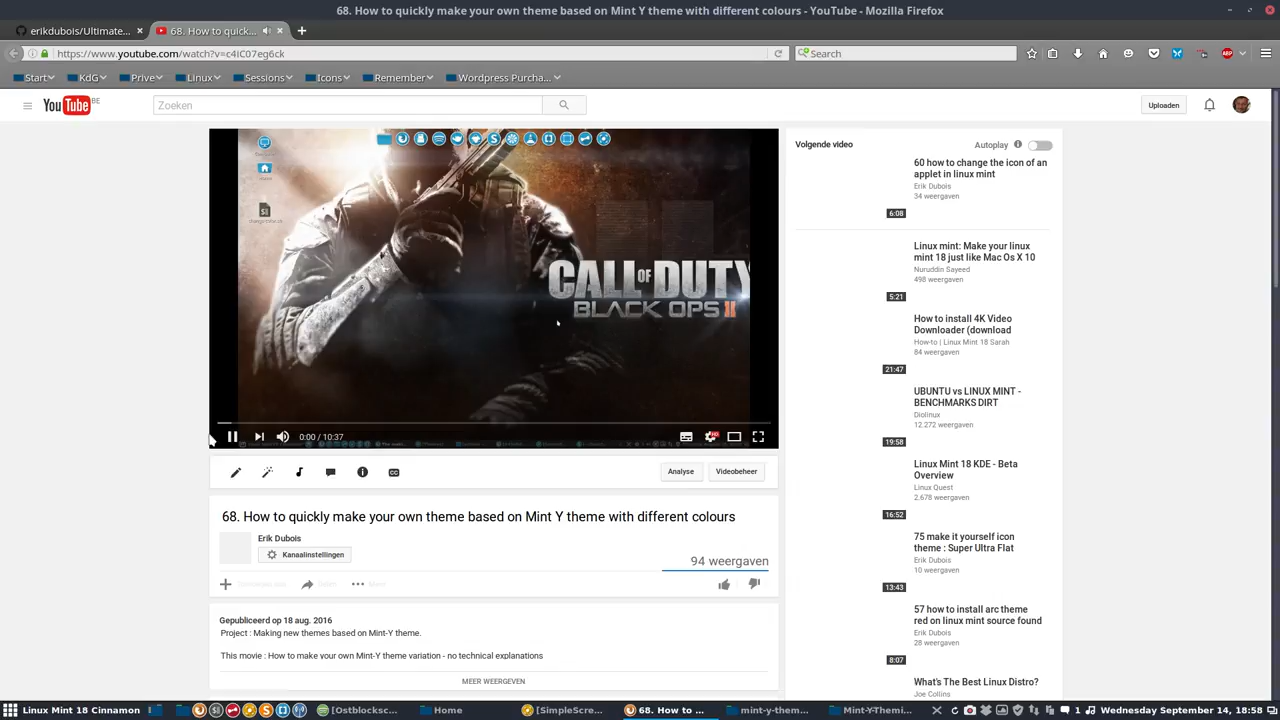 68. How to quickly make your own theme based on Mint Y theme with different colours - YouTube - Mozilla Firefox
erikdubois/Ultimate...
68. How to quick...
https://www.youtube.com/watch?v=c4iC07eg6ck
Search
Start
KdG
Prive
Linux
Sessions
Icons
Remember
Wordpress Purcha...
YouTube BE
Zoeken
Uploaden
CALL OF DUTY
BLACK OPS II
0:00 / 10:37
Analyse
Videobeheer
68. How to quickly make your own theme based on Mint Y theme with different colours
Erik Dubois
Kanaalinstellingen
94 weergaven
Gepubliceerd op 18 aug. 2016
Project : Making new themes based on Mint-Y theme.
This movie : How to make your own Mint-Y theme variation - no technical explanations
MEER WEERGEVEN
Volgende video
Autoplay
60 how to change the icon of an
applet in linux mint
Erik Dubois
34 weergaven
6:08
Linux mint: Make your linux
mint 18 just like Mac Os X 10
Nuruddin Sayeed
498 weergaven
5:21
How to install 4K Video
Downloader (download
How-to | Linux Mint 18 Sarah
84 weergaven
21:47
UBUNTU vs LINUX MINT -
BENCHMARKS DIRT
Diolinux
12.272 weergaven
19:58
Linux Mint 18 KDE - Beta
Overview
Linux Quest
2,678 weergaven
16:52
75 make it yourself icon
theme : Super Ultra Flat
Erik Dubois
10 weergaven
13:43
57 how to install arc theme
red on linux mint source found
Erik Dubois
28 weergaven
8:07
What's The Best Linux Distro?
Joe Collins
Linux Mint 18 Cinnamon
[Ostblocksc...
Home
[SimpleScre...
68. How to ...
mint-y-them...
Mint-Y-Them...
1
Wednesday September 14, 18:58